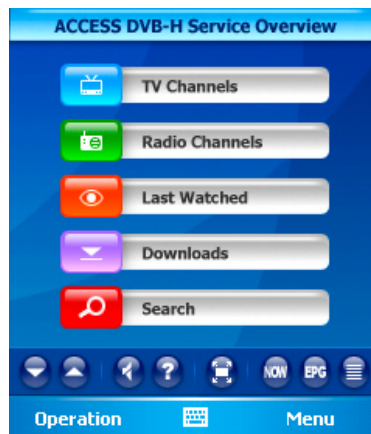 ACCESS DVB-H Service Overview
TV Channels
Radio Channels
Last Watched
Downloads
Search
? NOW EPG
Operation Menu